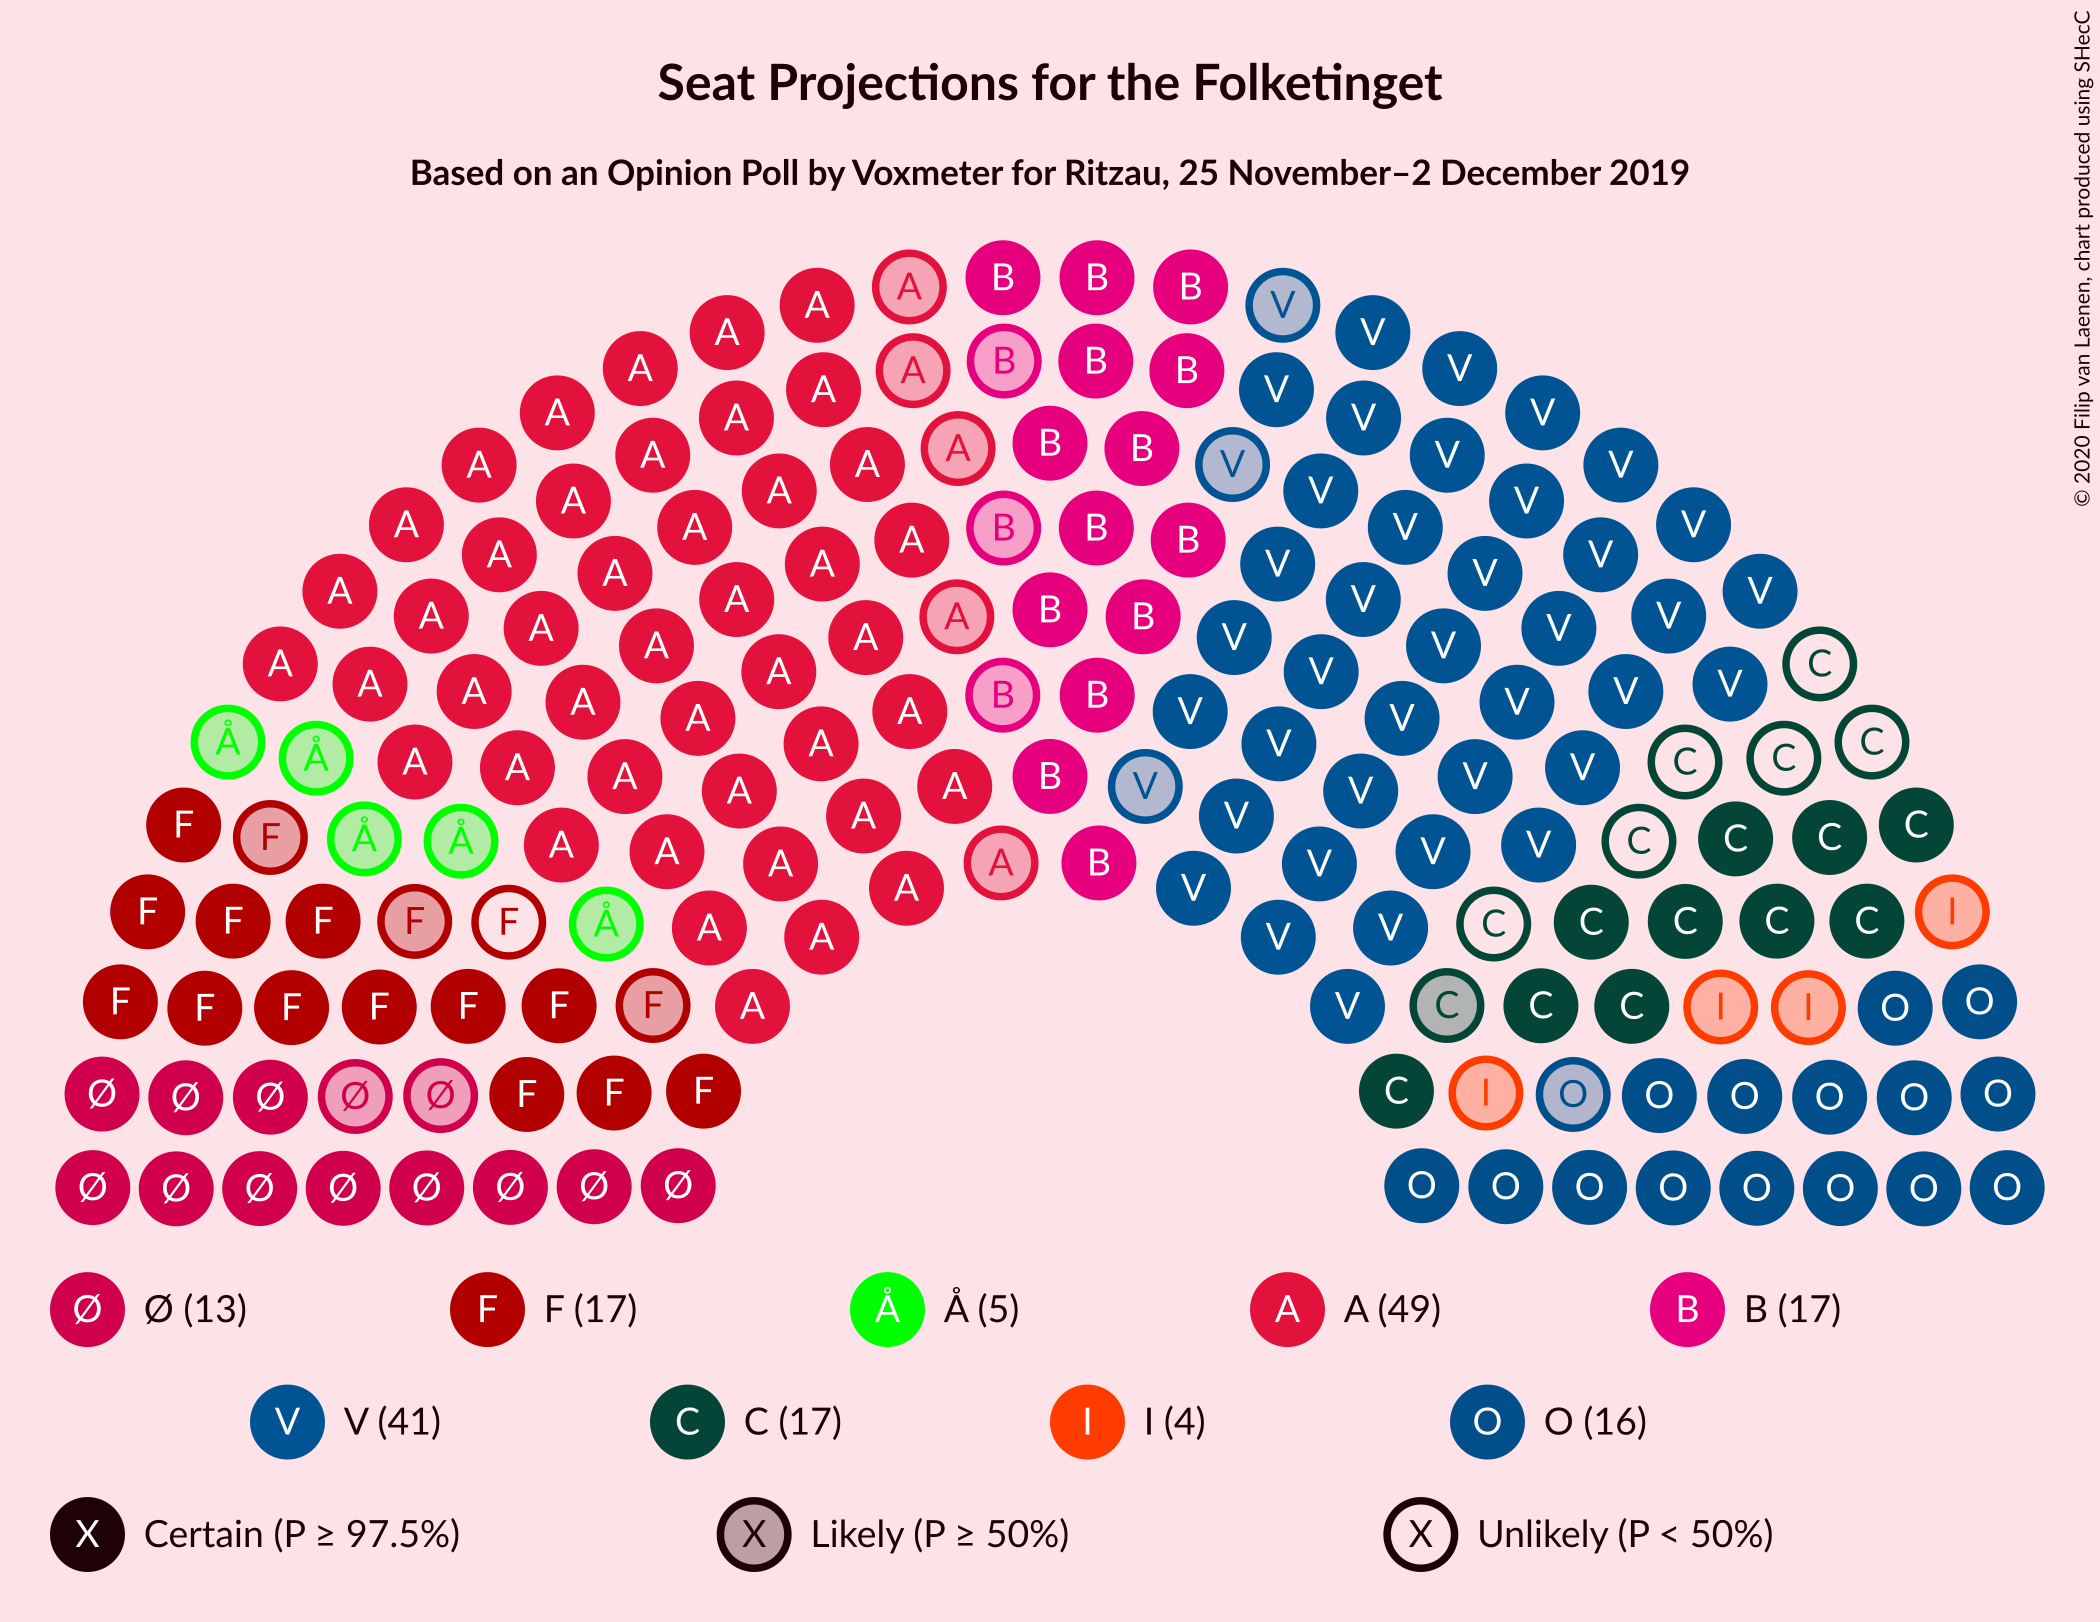 Seat Projections for the Folketinget
Based on an Opinion Poll by Voxmeter for Ritzau, 25 November–2 December 2019
© 2020 Filip van Laenen, chart produced using SHecC
B B
A B
A V
A V
A B B B V
A A V
A V
A A V V
A B B V
A A A V V
A A V V
A A B B V V
A A V V
A A B V V
A A V V
A A V V
A B B V
A A A V V
A A V V
A V C
A A B B V V
A A A V V V
A A V V
Å A A V V C
Å A A A B V V C C
A A V V
A A A V V V
F F Å Å A A A A B V V V C C C C
F F F F F Å A A A V V V C C C C C I
F F F F F F F A V C C C I I O O
Ø Ø Ø Ø Ø F F F C I O O O O O O
Ø Ø Ø Ø Ø Ø Ø Ø O O O O O O O O
Ø Ø (13) F F (17) Å Å (5) A A (49) B B (17)
V V (41) C C (17) I I (4) O O (16)
X Certain (P ≥ 97.5%) X Likely (P ≥ 50%) X Unlikely (P < 50%)